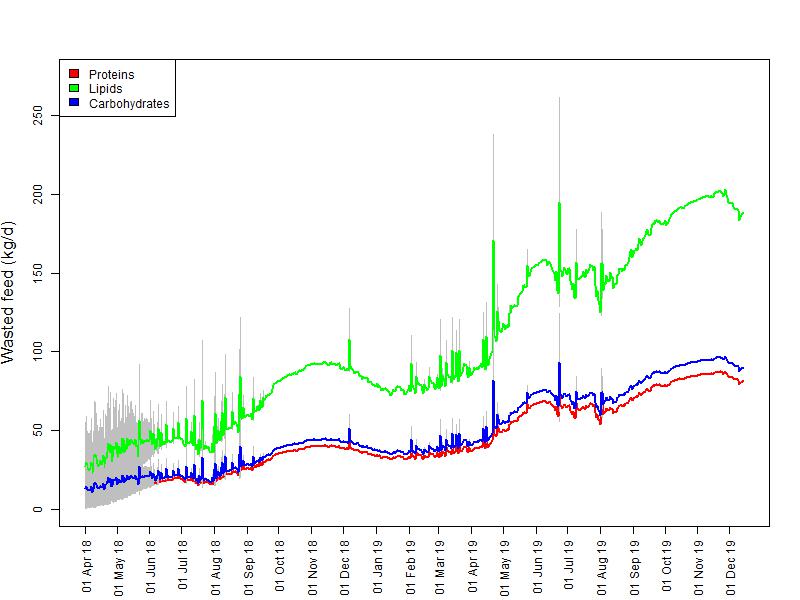 Proteins
Lipids
Carbohydrates
Wasted feed (kg/d)
250
200
150
100
50
0
01 Apr 18
01 May 18
01 Jun 18
01 Jul 18
01 Aug 18
01 Sep 18
01 Oct 18
01 Nov 18
01 Dec 18
01 Jan 19
01 Feb 19
01 Mar 19
01 Apr 19
01 May 19
01 Jun 19
01 Jul 19
01 Aug 19
01 Sep 19
01 Oct 19
01 Nov 19
01 Dec 19